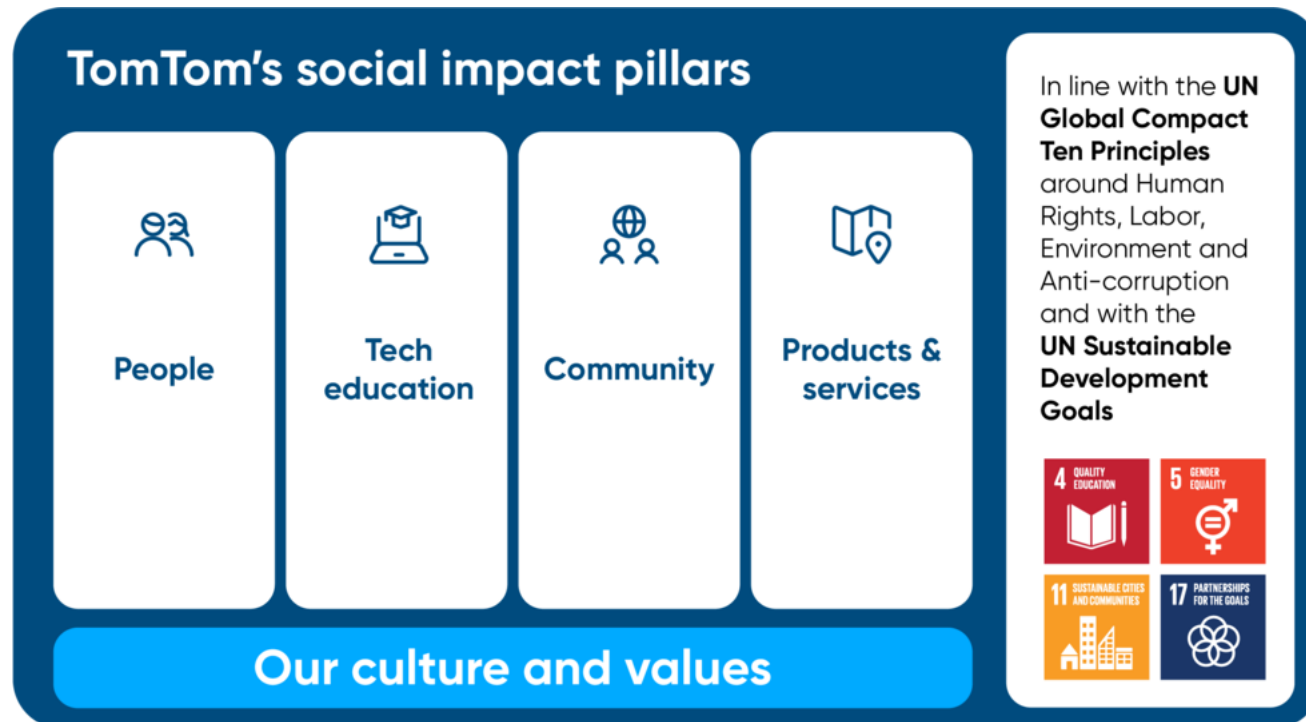 TomTom's social impact pillars
People
Tech
education
Community
Products &
services
Our culture and values
In line with the UN
Global Compact
Ten Principles
around Human
Rights, Labor,
Environment and
Anti-corruption
and with the
UN Sustainable
Development
Goals
4 QUALITY
EDUCATION
5 GENDER
EQUALITY
11 SUSTAINABLE CITIES
AND COMMUNITIES
17 PARTNERSHIPS
FOR THE GOALS